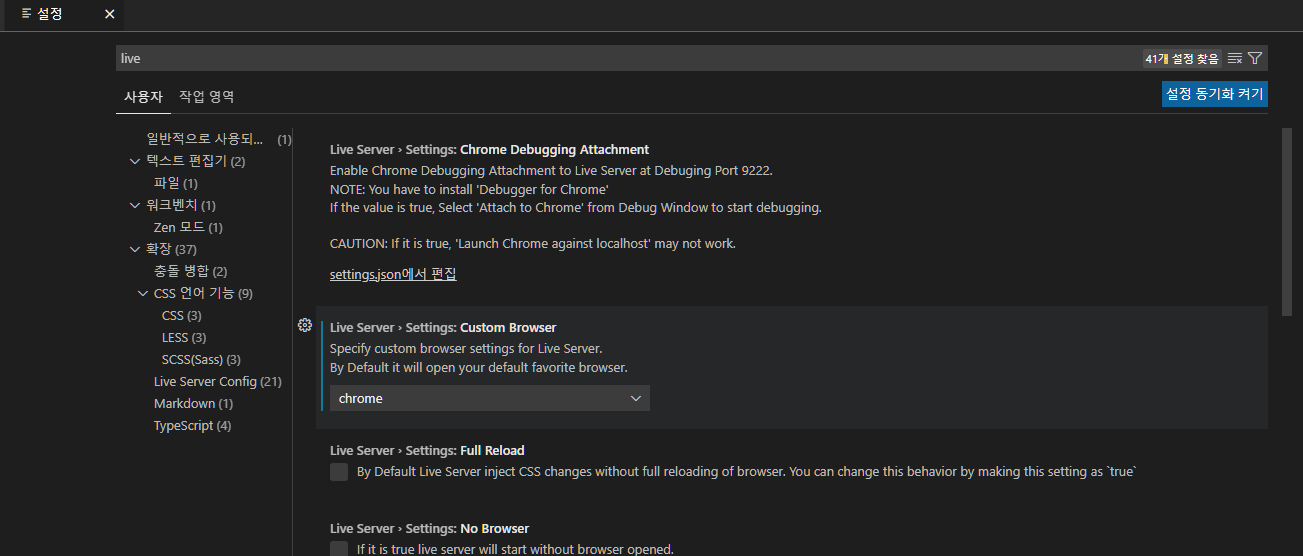 설정
live
41개 설정 찾음
사용자 작업 영역
설정 동기화 켜기
일반적으로 사용되... (1)
텍스트 편집기 (2)
파일 (1)
워크벤치 (1)
Zen 모드 (1)
확장 (37)
충돌 병합 (2)
CSS 언어 기능 (9)
CSS (3)
LESS (3)
SCSS(Sass) (3)
Live Server Config (21)
Markdown (1)
TypeScript (4)
Live Server › Settings: Chrome Debugging Attachment
Enable Chrome Debugging Attachment to Live Server at Debuging Port 9222.
NOTE: You have to install 'Debugger for Chrome'
If the value is true, Select 'Attach to Chrome' from Debug Window to start debugging.
CAUTION: If it is true, 'Launch Chrome against localhost' may not work.
settings.json에서 편집
Live Server › Settings: Custom Browser
Specify custom browser settings for Live Server.
By Default it will open your default favorite browser.
chrome
Live Server › Settings: Full Reload
By Default Live Server inject CSS changes without full reloading of browser. You can change this behavior by making this setting as `true`
Live Server › Settings: No Browser
If it is true live server will start without browser opened.